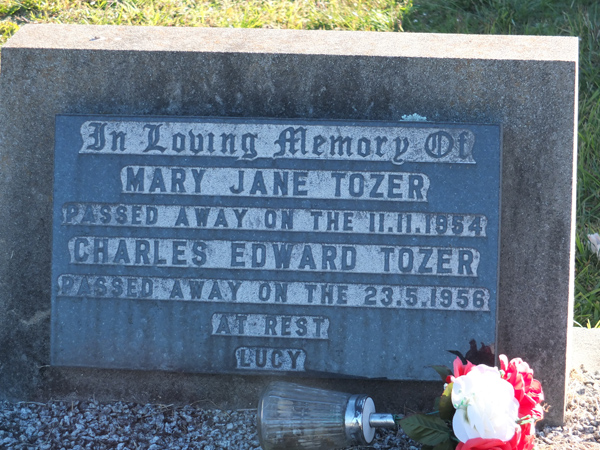 In Loving Memory Of
MARY JANE TOZER
PASSED AWAY ON THE 11.11.1954
CHARLES EDWARD TOZER
PASSED AWAY ON THE 23.5.1956
AT REST
LUCY